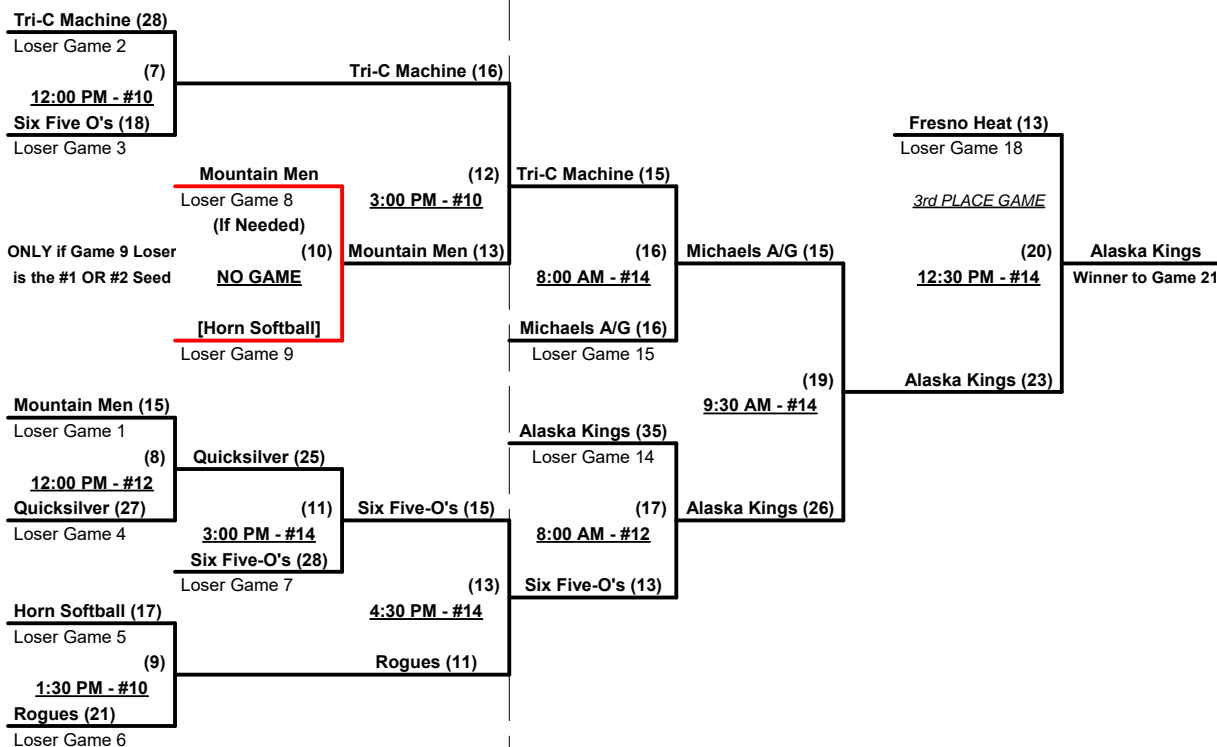 Tri-C Machine (28)
Loser Game 2
(7)
12:00 PM - #10
Six Five O's (18)
Loser Game 3
Tri-C Machine (16)
Mountain Men
Loser Game 8
(If Needed)
ONLY if Game 9 Loser
is the #1 OR #2 Seed
(10)
NO GAME
[Horn Softball]
Loser Game 9
(12)
3:00 PM - #10
Mountain Men (13)
Tri-C Machine (15)
(16)
8:00 AM - #14
Michaels A/G (16)
Loser Game 15
Michaels A/G (15)
Mountain Men (15)
Loser Game 1
(8)
12:00 PM - #12
Quicksilver (27)
Loser Game 4
Quicksilver (25)
(11)
3:00 PM - #14
Six Five-O's (28)
Loser Game 7
Six Five-O's (15)
Horn Softball (17)
Loser Game 5
(9)
1:30 PM - #10
Rogues (21)
Loser Game 6
(13)
4:30 PM - #14
Rogues (11)
Alaska Kings (35)
Loser Game 14
(17)
8:00 AM - #12
Six Five-O's (13)
Alaska Kings (26)
(19)
9:30 AM - #14
Fresno Heat (13)
Loser Game 18
3rd PLACE GAME
(20)
12:30 PM - #14
Alaska Kings (23)
Alaska Kings
Winner to Game 21